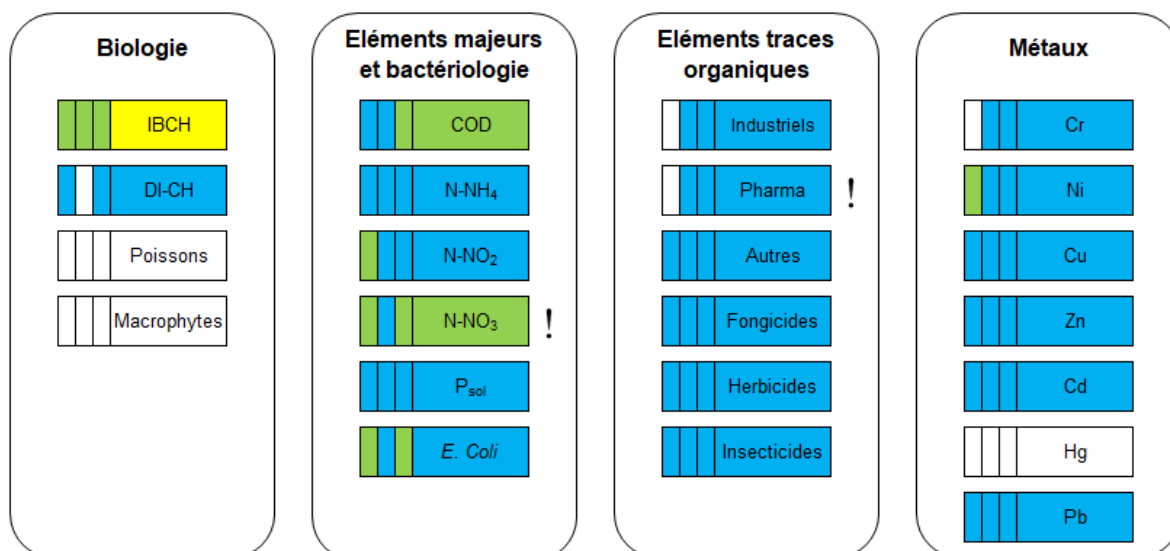 Biologie
IBCH
DI-CH
Poissons
Macrophytes
Eléments majeurs
et bactériologie
COD
N-NH₄
N-NO₂
N-NO₃ !
Psol
E. Coli
Eléments traces
organiques
Industriels
Pharma !
Autres
Fongicides
Herbicides
Insecticides
Métaux
Cr
Ni
Cu
Zn
Cd
Hg
Pb